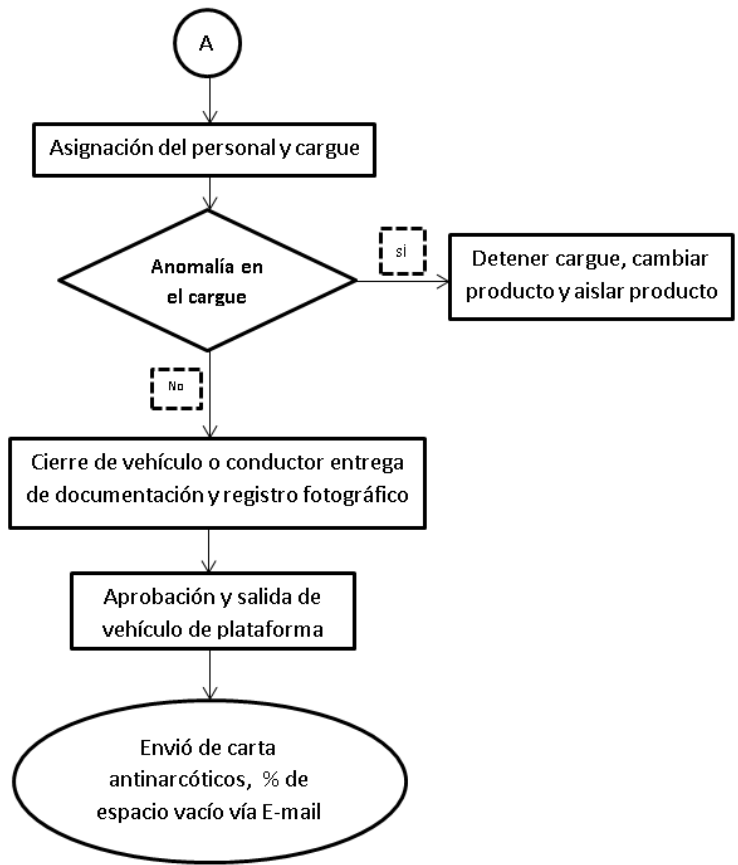 A
Asignación del personal y cargue
Anomalía en
el cargue
si
Detener cargue, cambiar
producto y aislar producto
No
Cierre de vehículo o conductor entrega
de documentación y registro fotográfico
Aprobación y salida de
vehículo de plataforma
Envió de carta
antinarcóticos, % de
espacio vacío vía E-mail